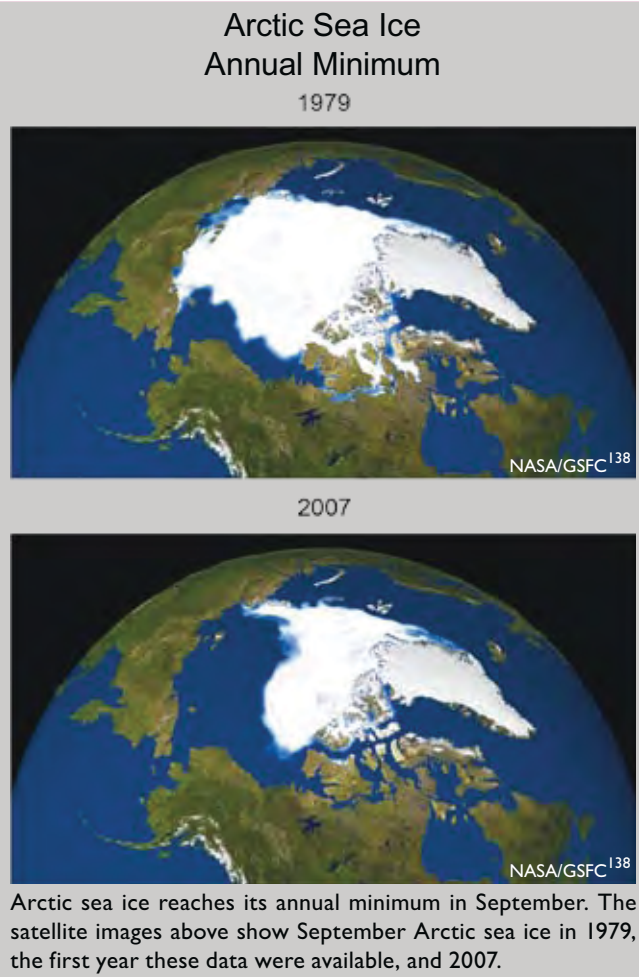 Arctic Sea Ice
Annual Minimum
1979
NASA/GSFC138
2007
NASA/GSFC138
Arctic sea ice reaches its annual minimum in September. The
satellite images above show September Arctic sea ice in 1979,
the first year these data were available, and 2007.